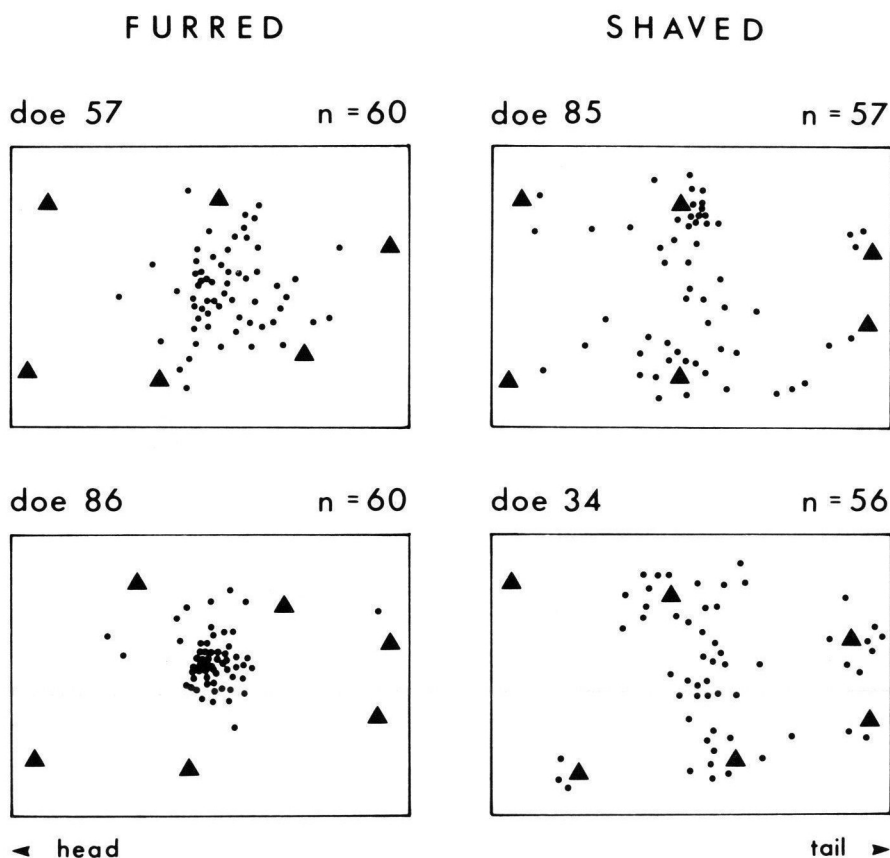 FURRED SHAVED
doe 57 n = 60 doe 85 n = 57
doe 86 n = 60 doe 34 n = 56
◄ head tail ►